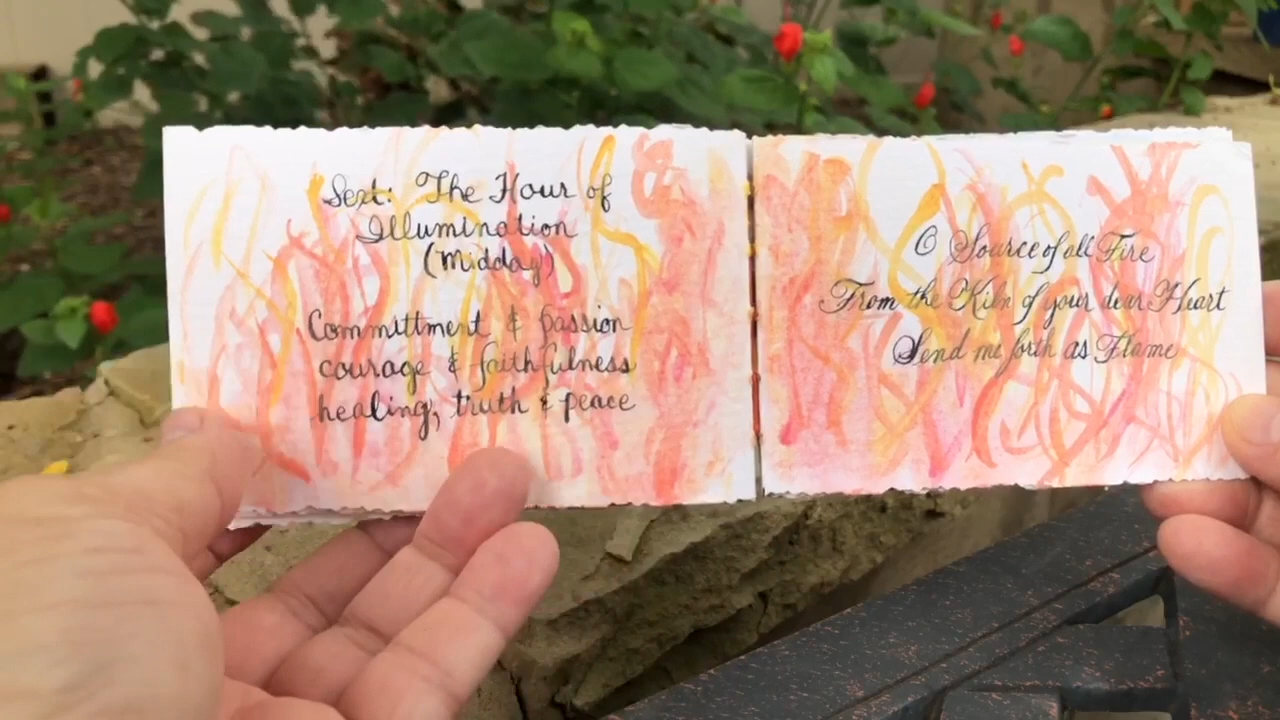 Sext: The Hour of
Illumination
(Midday)
Committment & passion
courage & faithfulness
healing, truth & peace
O Source of all Fire
From the Kiln of your dear Heart
Send me forth as Flame